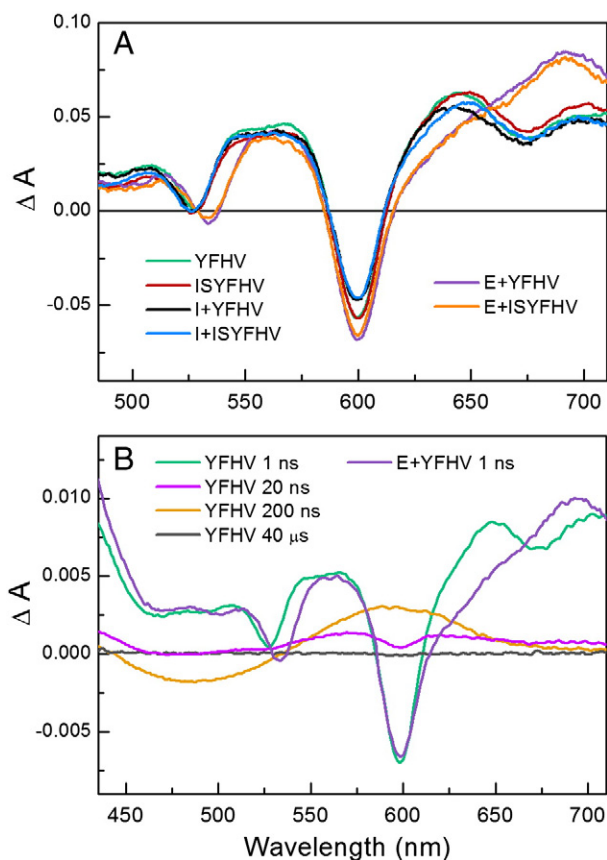 A
0.10
0.05
0.00
-0.05
Δ A
YFHV
ISYFHV
I+YFHV
I+ISYFHV
E+YFHV
E+ISYFHV
500 550 600 650 700
B
YFHV 1 ns
YFHV 20 ns
YFHV 200 ns
YFHV 40 μs
E+YFHV 1 ns
0.010
0.005
0.000
-0.005
Δ A
450 500 550 600 650 700
Wavelength (nm)